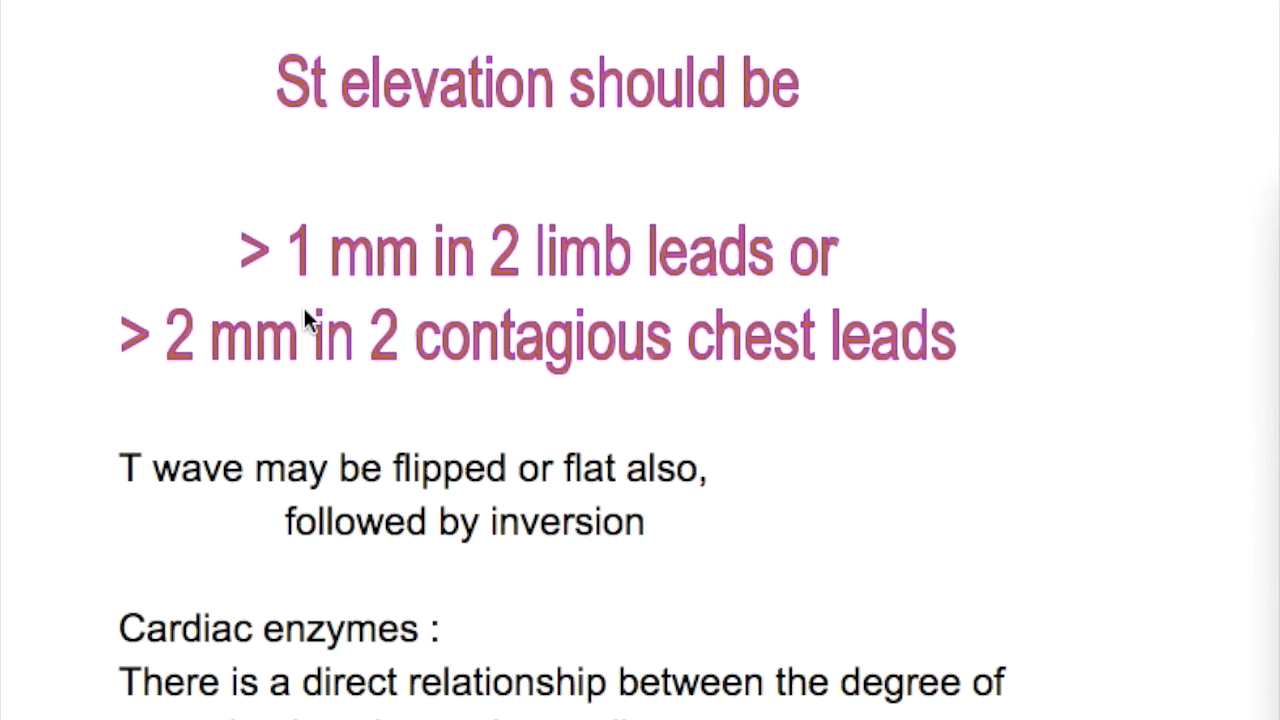 St elevation should be
> 1 mm in 2 limb leads or
> 2 mm in 2 contagious chest leads
T wave may be flipped or flat also,
followed by inversion
Cardiac enzymes :
There is a direct relationship between the degree of